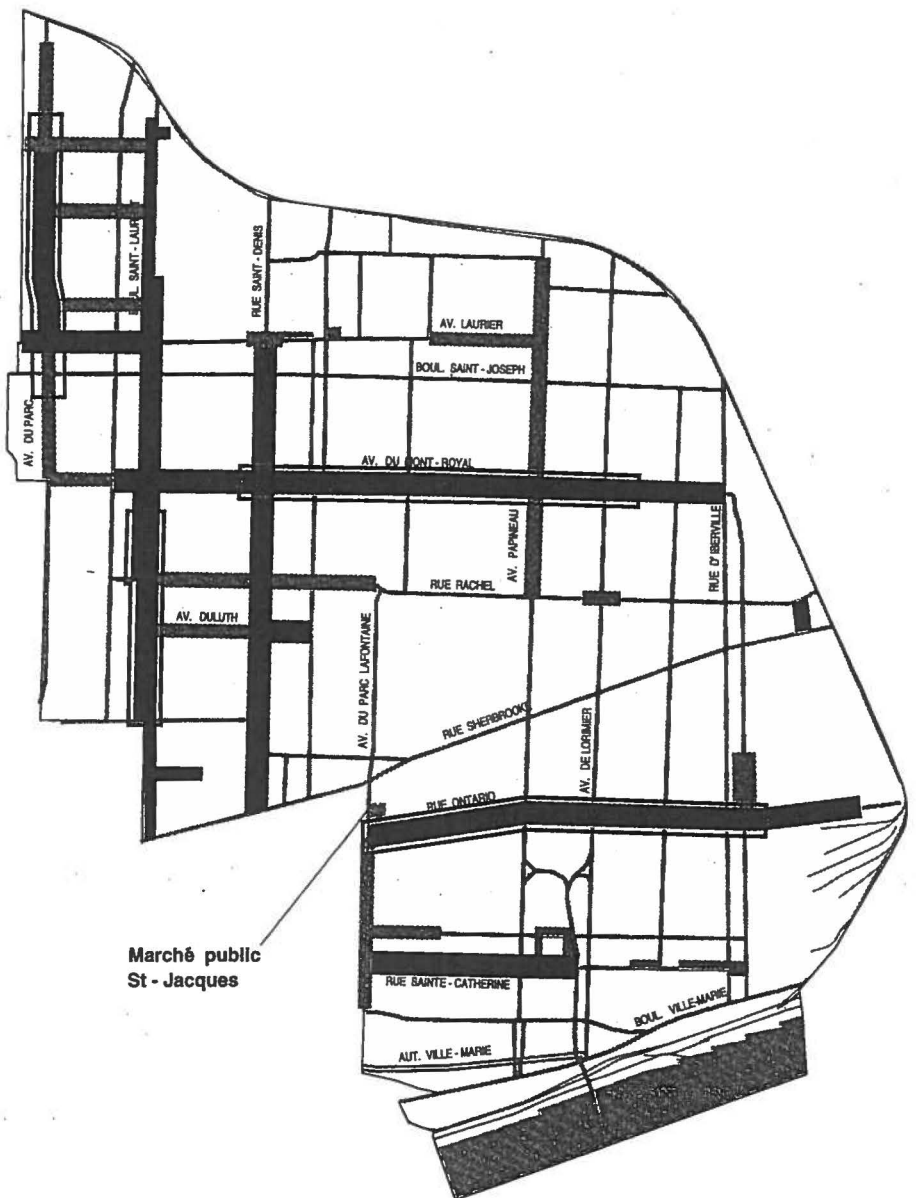 BOUL SAINT-LAURENT
RUE SAINT-DENIS
AV. LAURIER
BOUL. SAINT-JOSEPH
AV. DU PARC
AV. DU MONT-ROYAL
AV. PAPINEAU
RUE D'IBERVILLE
RUE RACHEL
AV. DULUTH
AV. DU PARC LAFONTAINE
RUE SHERBROOKE
AV. DE LORIMIER
RUE ONTARIO
Marché public
St-Jacques
RUE SAINTE-CATHERINE
BOUL VILLE-MARIE
AUT. VILLE-MARIE